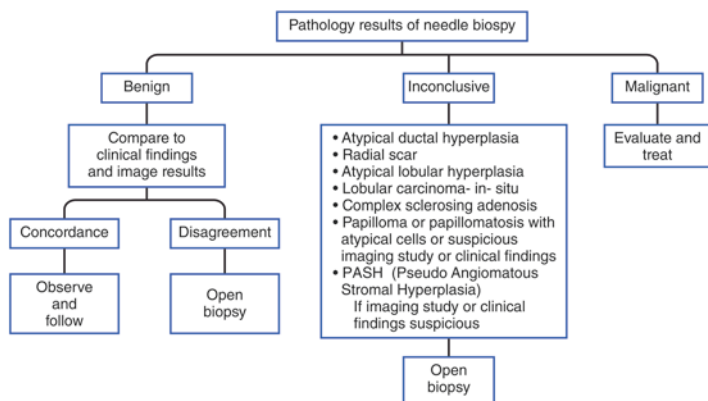 Pathology results of needle biospy
Benign
Inconclusive
Malignant
Compare to
clinical findings
and image results
• Atypical ductal hyperplasia
• Radial scar
• Atypical lobular hyperplasia
• Lobular carcinoma- in- situ
• Complex sclerosing adenosis
• Papilloma or papillomatosis with
atypical cells or suspicious
imaging study or clinical findings
• PASH (Pseudo Angiomatous
Stromal Hyperplasia)
If imaging study or clinical
findings suspicious
Evaluate and
treat
Concordance
Disagreement
Observe
and
follow
Open
biopsy
Open
biopsy